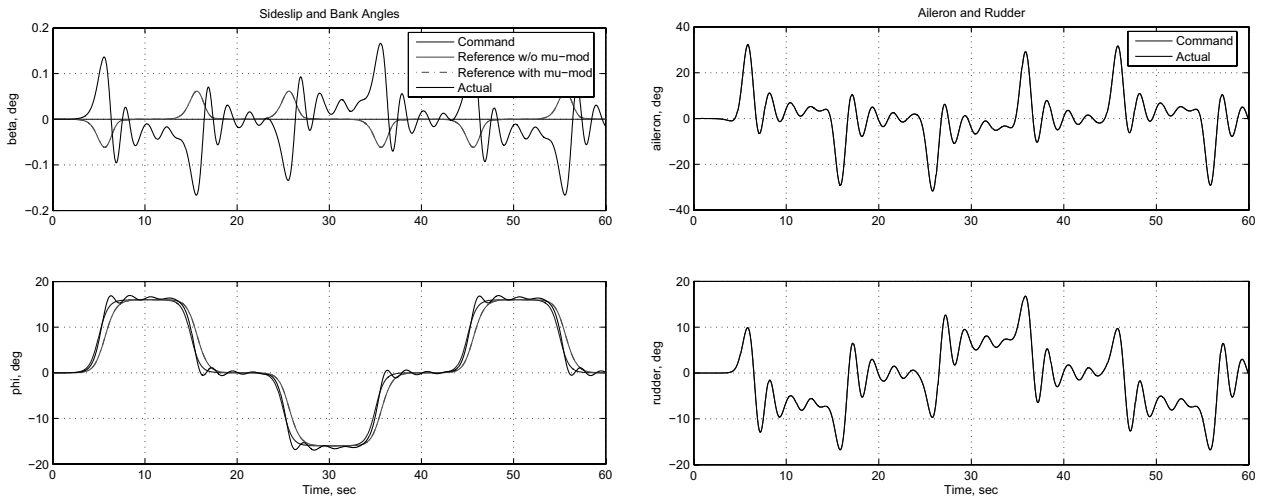 Sideslip and Bank Angles
0.2
0.1
0
−0.1
−0.2
beta, deg
Command
Reference w/o mu−mod
Reference with mu−mod
Actual
0 10 20 30 40 50 60
20
10
0
−10
−20
phi, deg
0 10 20 30 40 50 60
Time, sec
Aileron and Rudder
40
20
0
−20
−40
aileron, deg
Command
Actual
0 10 20 30 40 50 60
20
10
0
−10
−20
rudder, deg
0 10 20 30 40 50 60
Time, sec